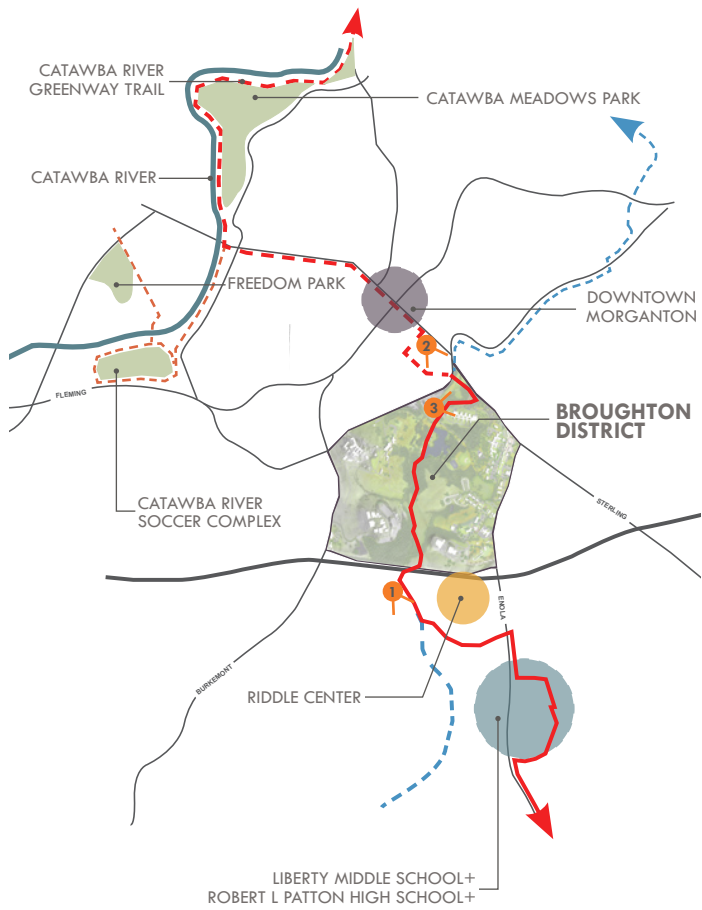 CATAWBA RIVER
GREENWAY TRAIL
CATAWBA MEADOWS PARK
CATAWBA RIVER
FREEDOM PARK
DOWNTOWN
MORGANTON
2
FLEMING
3
BROUGHTON
DISTRICT
CATAWBA RIVER
SOCCER COMPLEX
STERLING
1
ENOLA
BURKEMONT
RIDDLE CENTER
LIBERTY MIDDLE SCHOOL+
ROBERT L PATTON HIGH SCHOOL+